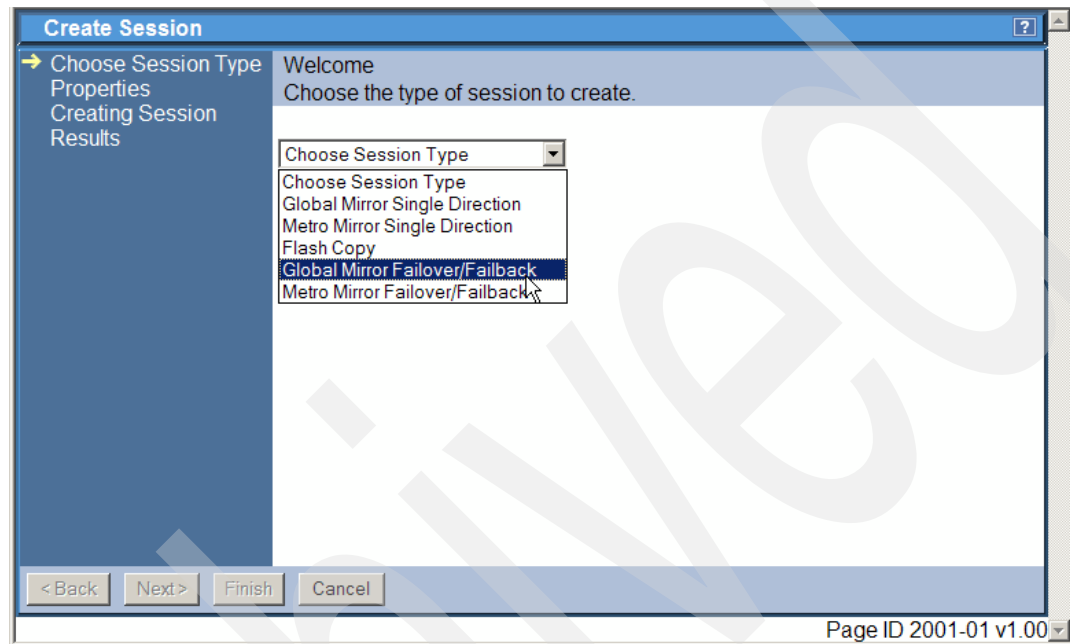 Create Session
?
Choose Session Type
Properties
Creating Session
Results
Welcome
Choose the type of session to create.
Choose Session Type
Choose Session Type
Global Mirror Single Direction
Metro Mirror Single Direction
Flash Copy
Global Mirror Failover/Failback
Metro Mirror Failover/Failback
< Back
Next >
Finish
Cancel
Page ID 2001-01 v1.00